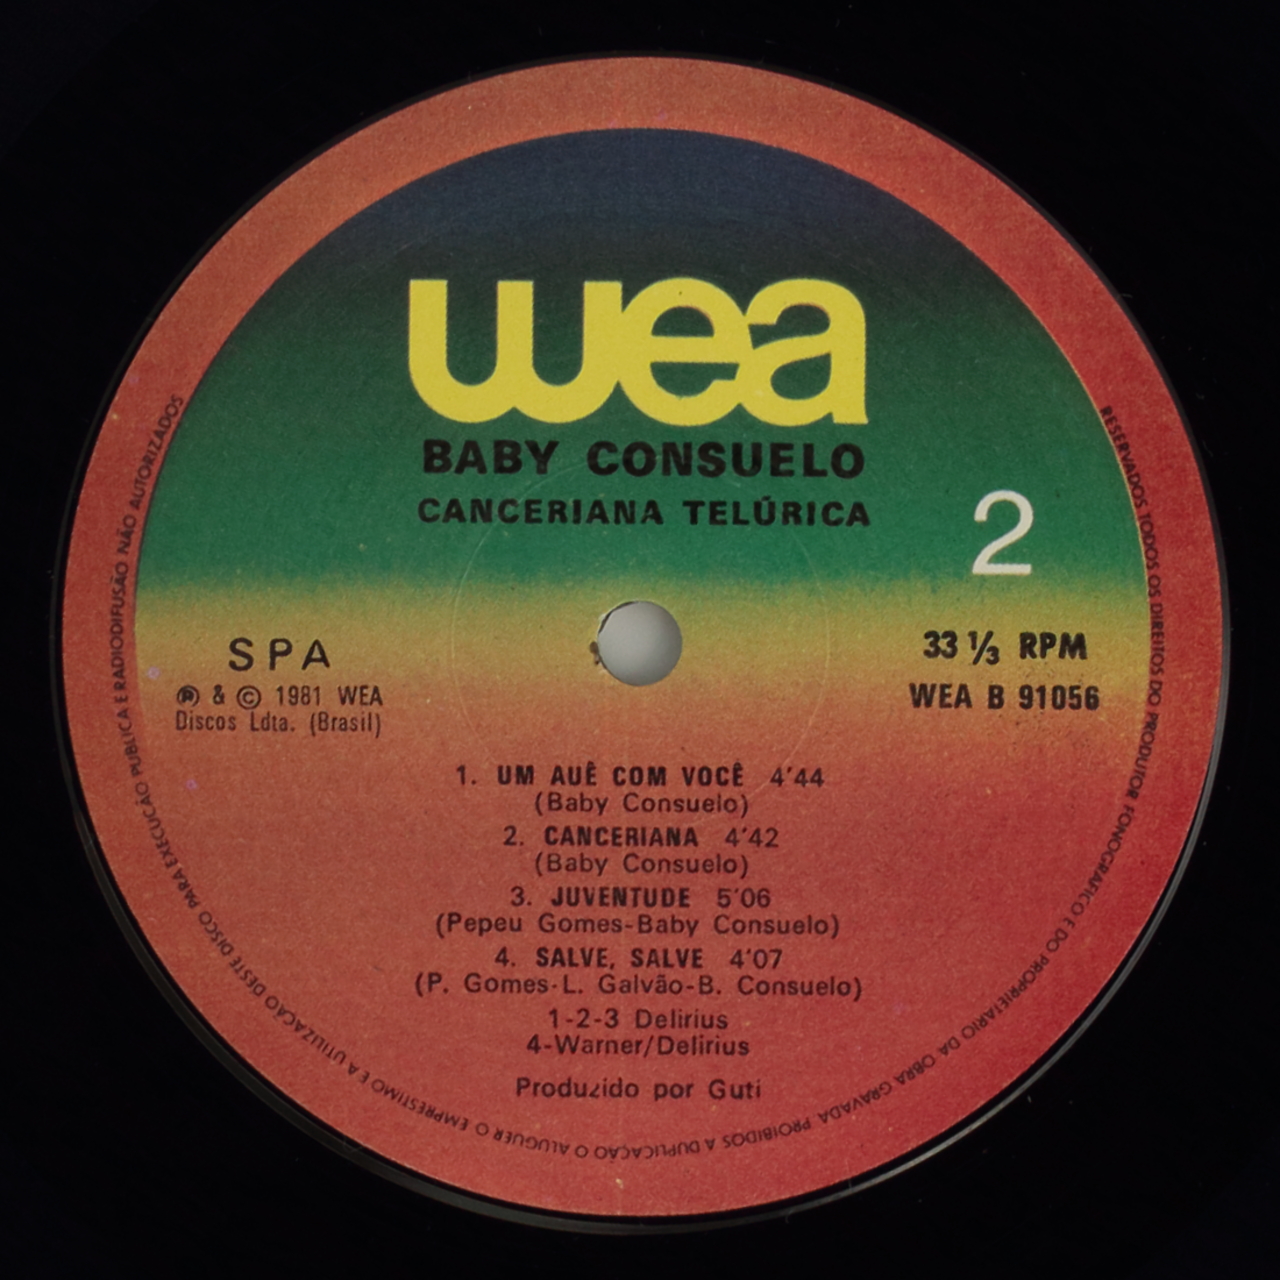 wea
BABY CONSUELO
CANCERIANA TELÚRICA
2
SPA
℗ & © 1981 WEA
Discos Ldta. (Brasil)
33 ⅓ RPM
WEA B 91056
1. UM AUÊ COM VOCÊ 4'44
(Baby Consuelo)
2. CANCERIANA 4'42
(Baby Consuelo)
3. JUVENTUDE 5'06
(Pepeu Gomes-Baby Consuelo)
4. SALVE, SALVE 4'07
(P. Gomes-L. Galvão-B. Consuelo)
1-2-3 Delirius
4-Warner/Delirius
Produzido por Guti
RESERVADOS TODOS OS DIREITOS DO PRODUTOR FONOGRAFICO E DO PROPRIETARIO DA OBRA GRAVADA PROIBIDOS A DUPLICAÇÃO O ALUGUER O EMPRESTIMO E A UTILIZAÇÃO DESTE DISCO PARA EXECUÇÃO PUBLICA E RADIODIFUSÃO NÃO AUTORIZADOS